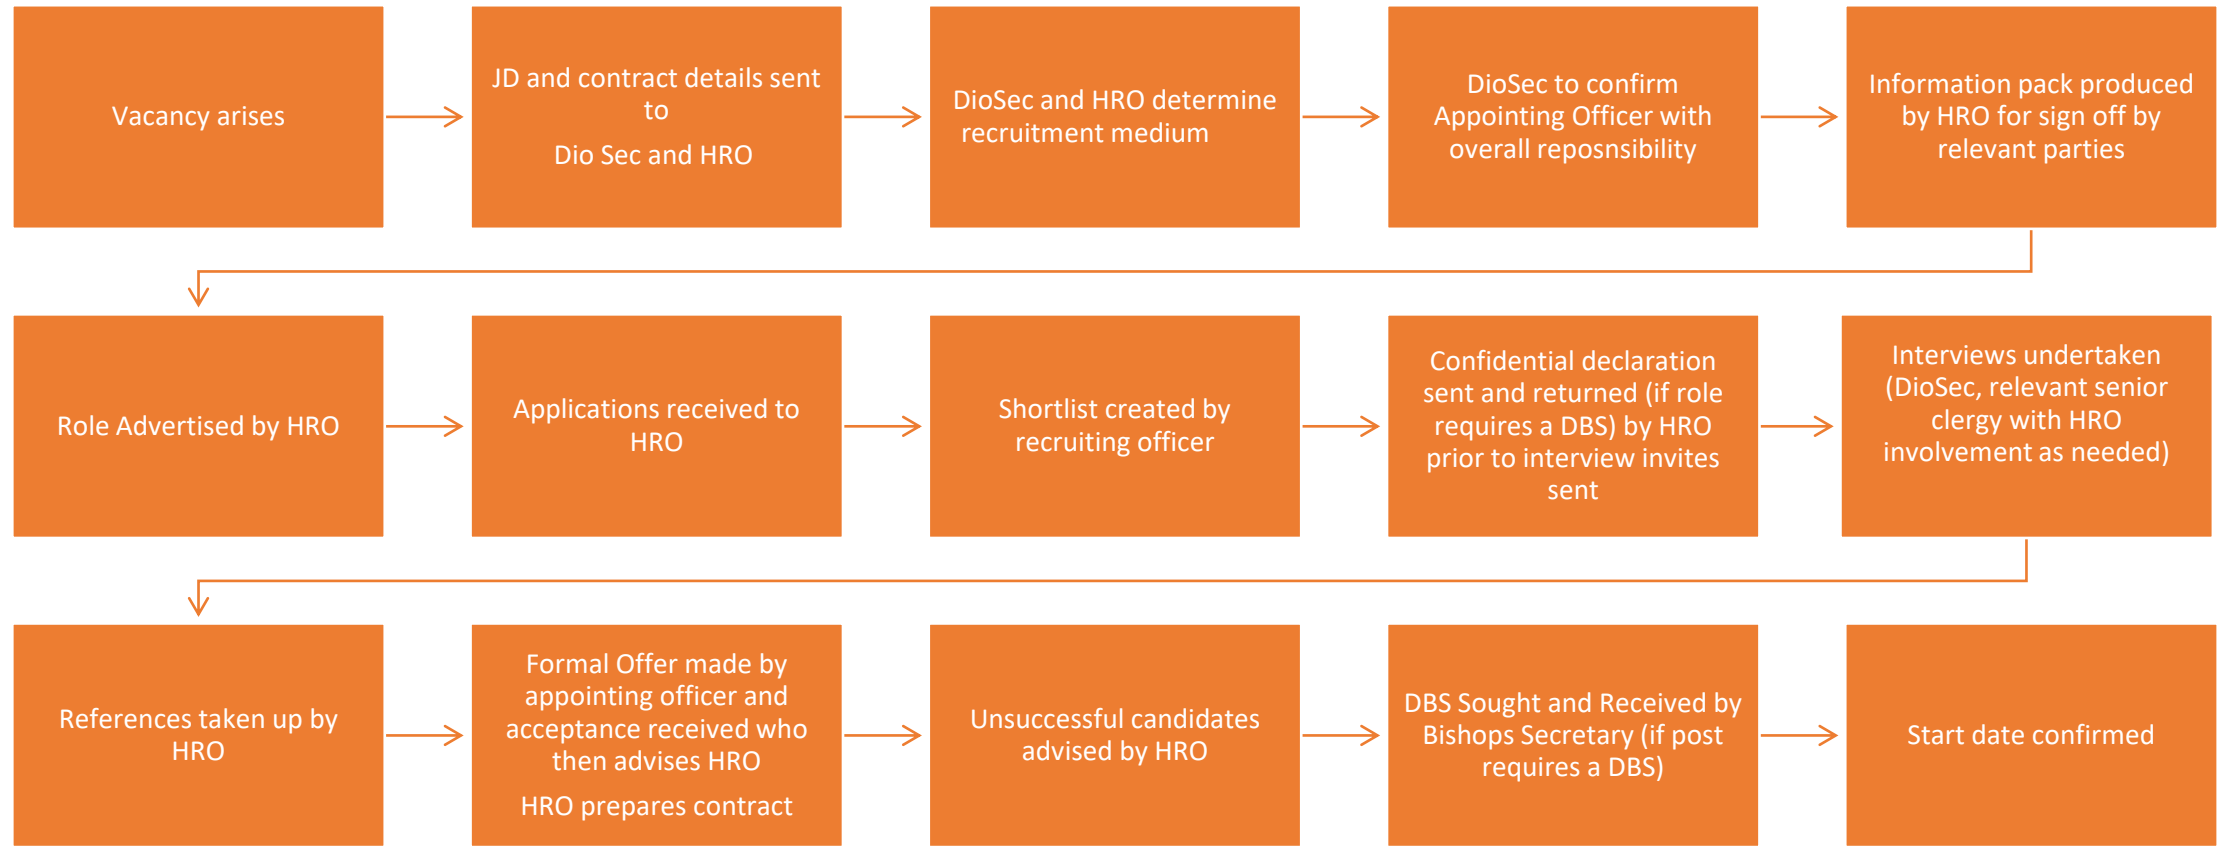 Vacancy arises
JD and contract details sent
to
Dio Sec and HRO
DioSec and HRO determine
recruitment medium
DioSec to confirm
Appointing Officer with
overall reposnsibility
Information pack produced
by HRO for sign off by
relevant parties
Role Advertised by HRO
Applications received to
HRO
Shortlist created by
recruiting officer
Confidential declaration
sent and returned (if role
requires a DBS) by HRO
prior to interview invites
sent
Interviews undertaken
(DioSec, relevant senior
clergy with HRO
involvement as needed)
References taken up by
HRO
Formal Offer made by
appointing officer and
acceptance received who
then advises HRO
HRO prepares contract
Unsuccessful candidates
advised by HRO
DBS Sought and Received by
Bishops Secretary (if post
requires a DBS)
Start date confirmed